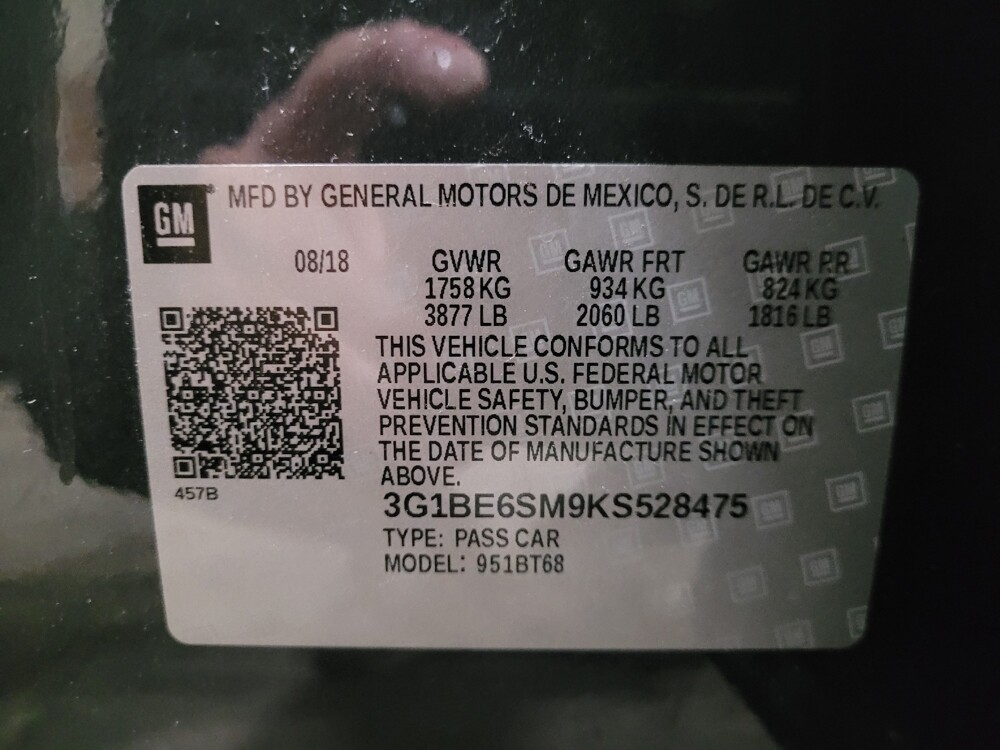 GM
MFD BY GENERAL MOTORS DE MEXICO, S. DE R.L. DE C.V.
08/18 GVWR GAWR FRT GAWR RR
1758 KG 934 KG 824 KG
3877 LB 2060 LB 1816 LB
THIS VEHICLE CONFORMS TO ALL
APPLICABLE U.S. FEDERAL MOTOR
VEHICLE SAFETY, BUMPER, AND THEFT
PREVENTION STANDARDS IN EFFECT ON
THE DATE OF MANUFACTURE SHOWN
ABOVE.
457B
3G1BE6SM9KS528475
TYPE: PASS CAR
MODEL: 951BT68